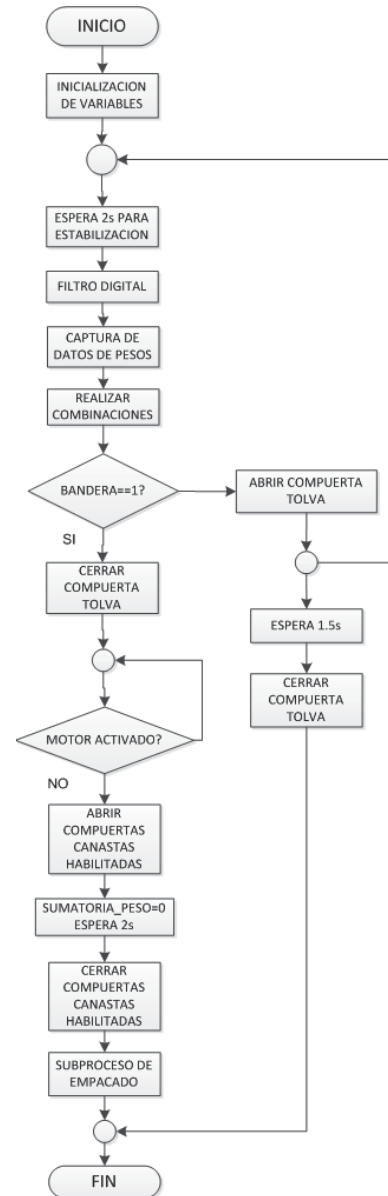 INICIO
INICIALIZACION
DE VARIABLES
ESPERA 2s PARA
ESTABILIZACION
FILTRO DIGITAL
CAPTURA DE
DATOS DE PESOS
REALIZAR
COMBINACIONES
BANDERA==1?
SI
CERRAR
COMPUERTA
TOLVA
MOTOR ACTIVADO?
NO
ABRIR
COMPUERTAS
CANASTAS
HABILITADAS
SUMATORIA_PESO=0
ESPERA 2s
CERRAR
COMPUERTAS
CANASTAS
HABILITADAS
SUBPROCESO DE
EMPACADO
FIN
ABRIR COMPUERTA
TOLVA
ESPERA 1.5s
CERRAR
COMPUERTA
TOLVA